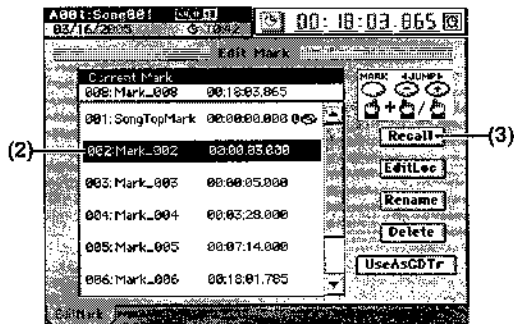 A001:Song001
03/16/2005 10:42
00:18:03.865
Edit Mark
Current Mark
008:Mark_008 00:18:03.865
001:SongTopMark 00:00:00.000
(2) 002:Mark_002 00:00:03.000
003:Mark_003 00:00:05.000
004:Mark_004 00:03:28.000
005:Mark_005 00:07:14.000
006:Mark_006 00:18:01.785
MARK JUMP
+ /
Recall (3)
EditLoc
Rename
Delete
UseAsCDTr
EditMark